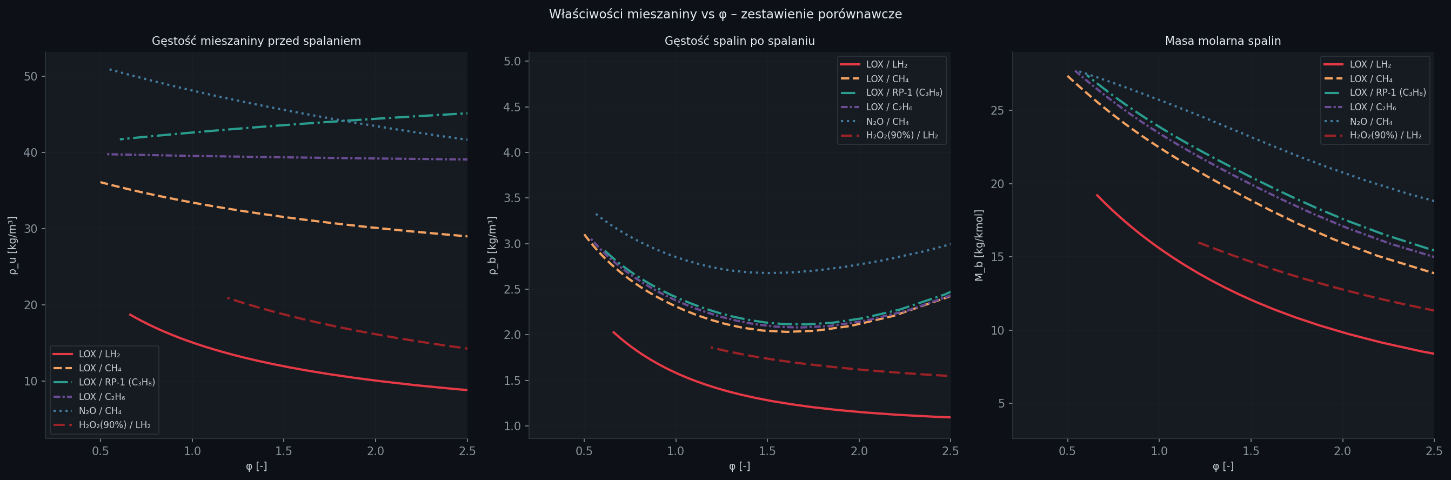 Właściwości mieszaniny vs φ – zestawienie porównawcze
Gęstość mieszaniny przed spalaniem
ρ_u [kg/m³]
50
40
30
20
10
LOX / LH₂
LOX / CH₄
LOX / RP-1 (C₃H₈)
LOX / C₂H₆
N₂O / CH₄
H₂O₂(90%) / LH₂
0.5 1.0 1.5 2.0 2.5
φ [-]
Gęstość spalin po spalaniu
ρ_b [kg/m³]
5.0
4.5
4.0
3.5
3.0
2.5
2.0
1.5
1.0
LOX / LH₂
LOX / CH₄
LOX / RP-1 (C₃H₈)
LOX / C₂H₆
N₂O / CH₄
H₂O₂(90%) / LH₂
0.5 1.0 1.5 2.0 2.5
φ [-]
Masa molarna spalin
M_b [kg/kmol]
25
20
15
10
5
LOX / LH₂
LOX / CH₄
LOX / RP-1 (C₃H₈)
LOX / C₂H₆
N₂O / CH₄
H₂O₂(90%) / LH₂
0.5 1.0 1.5 2.0 2.5
φ [-]